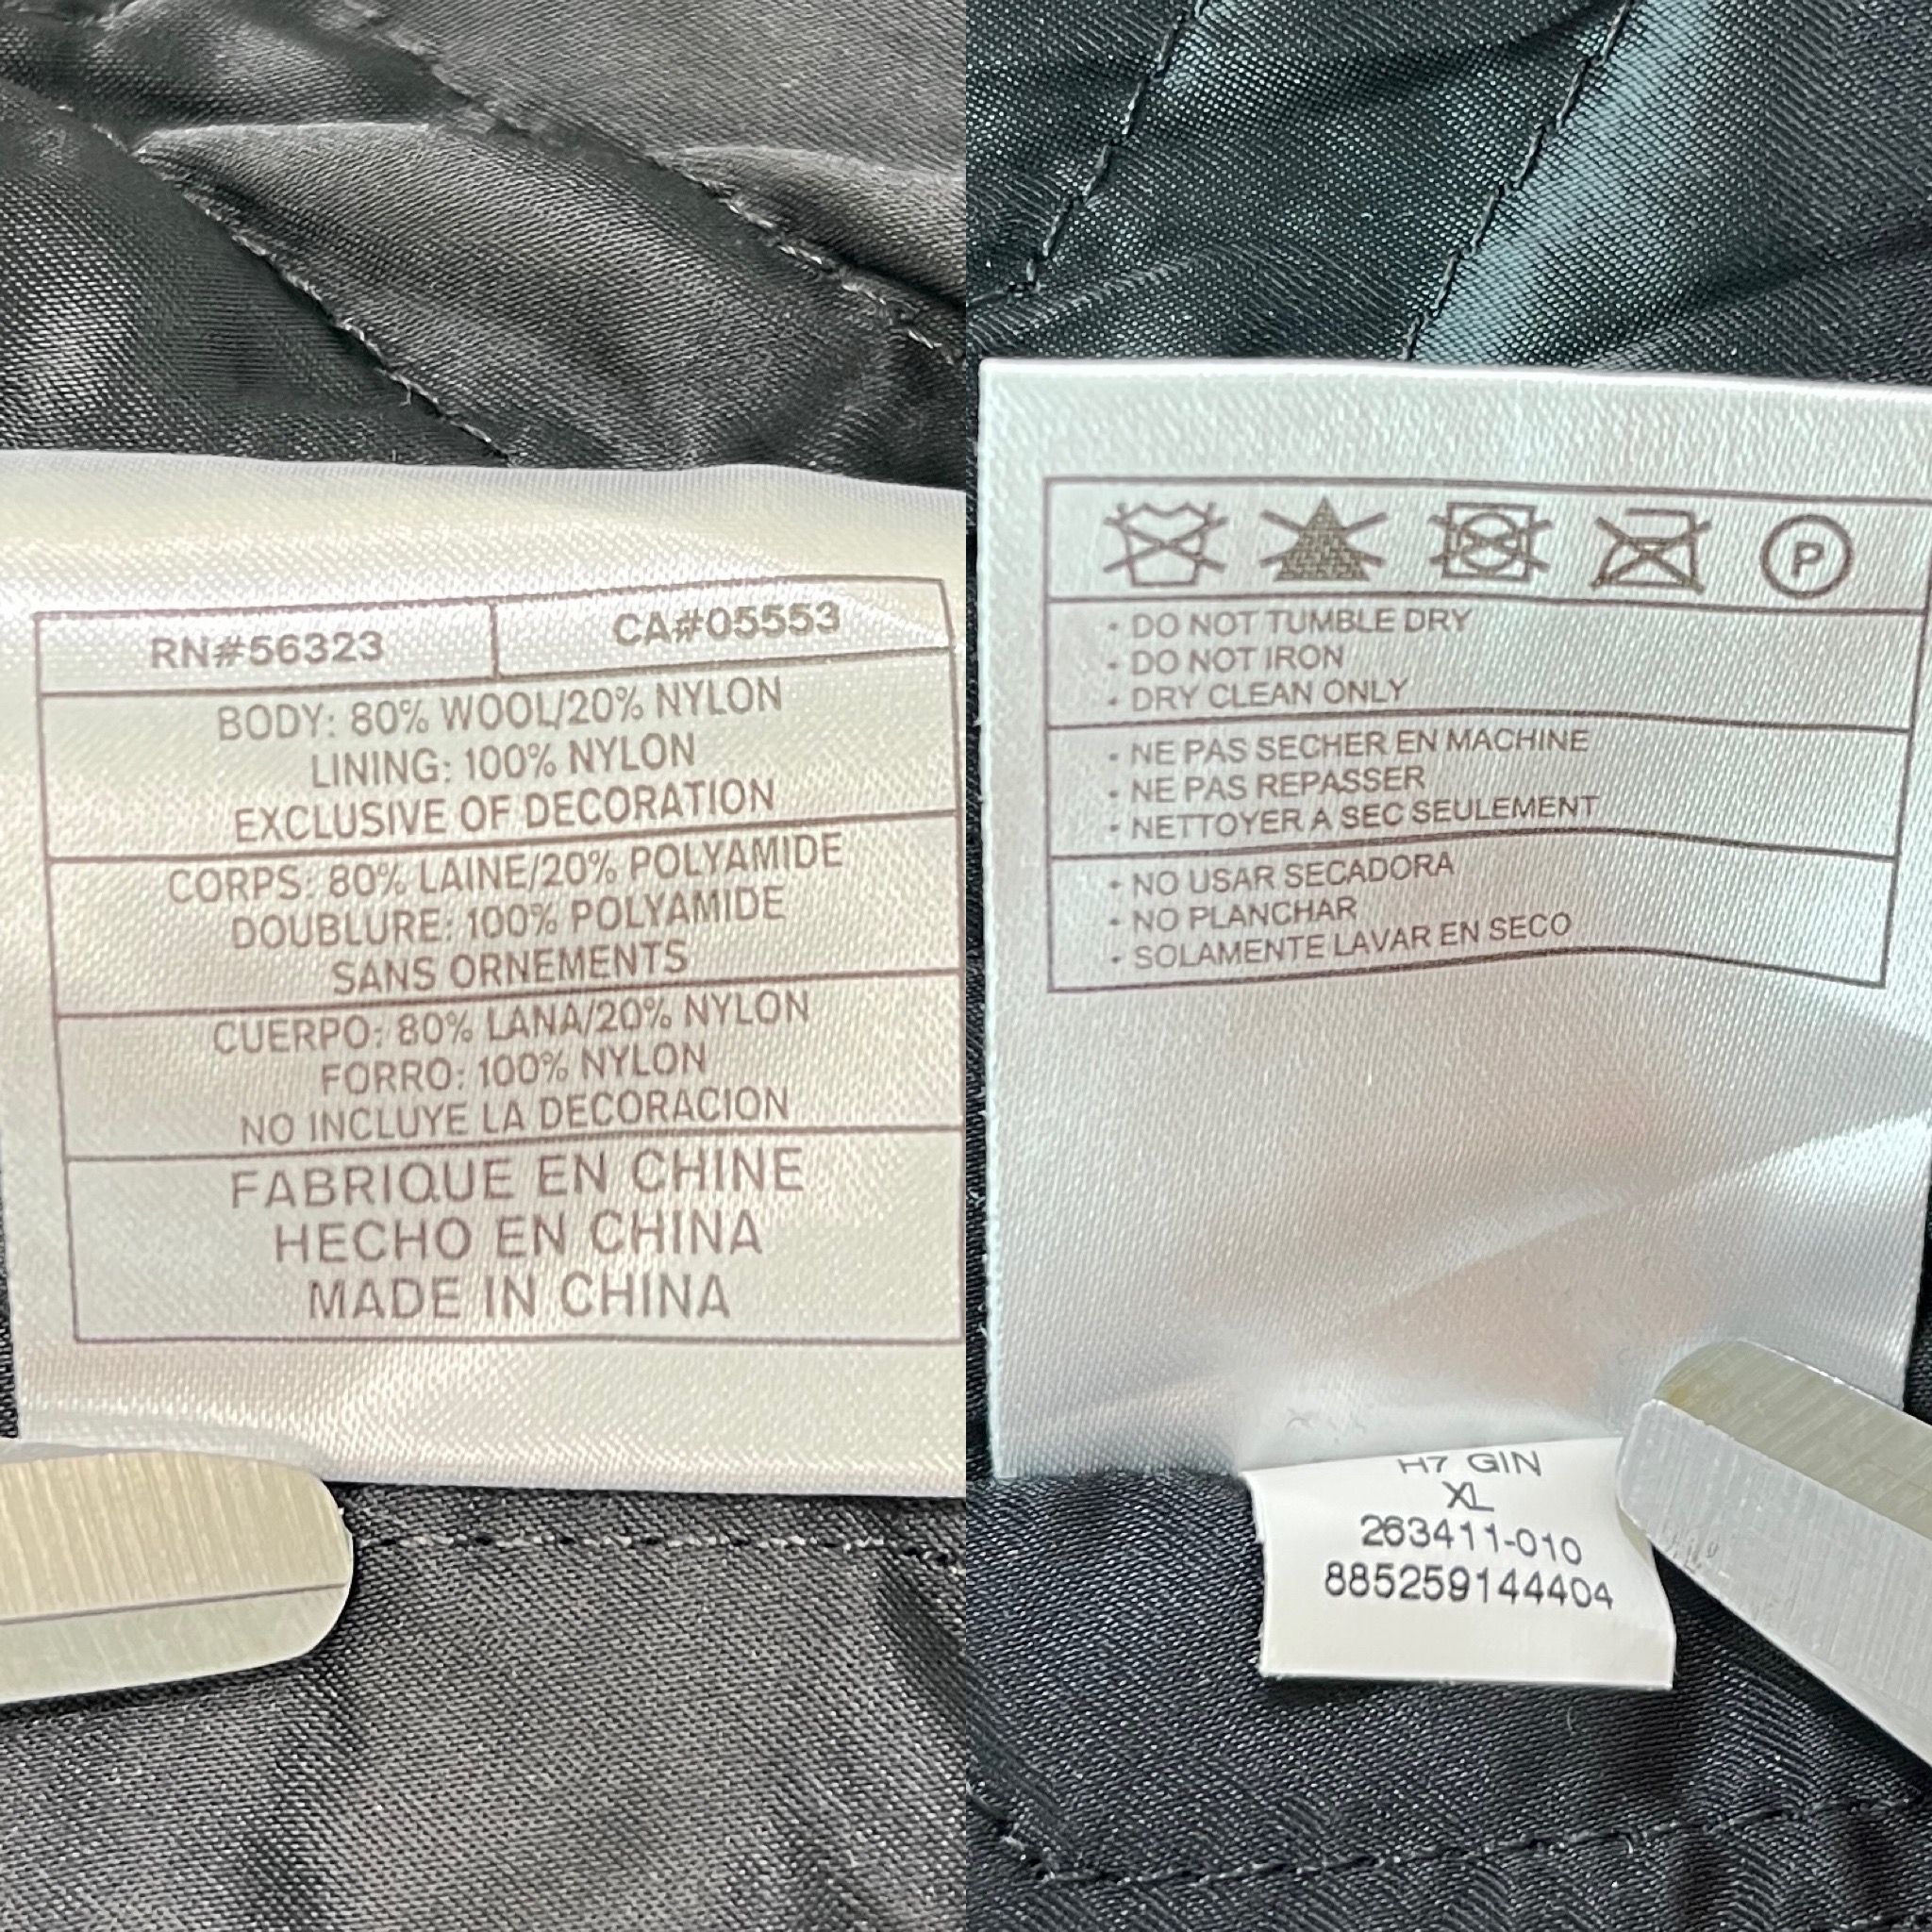 RN#56323
CA#05553
BODY: 80% WOOL/20% NYLON
LINING: 100% NYLON
EXCLUSIVE OF DECORATION
CORPS: 80% LAINE/20% POLYAMIDE
DOUBLURE: 100% POLYAMIDE
SANS ORNEMENTS
CUERPO: 80% LANA/20% NYLON
FORRO: 100% NYLON
NO INCLUYE LA DECORACION
FABRIQUE EN CHINE
HECHO EN CHINA
MADE IN CHINA
P
• DO NOT TUMBLE DRY
• DO NOT IRON
• DRY CLEAN ONLY
• NE PAS SECHER EN MACHINE
• NE PAS REPASSER
• NETTOYER A SEC SEULEMENT
• NO USAR SECADORA
• NO PLANCHAR
• SOLAMENTE LAVAR EN SECO
H7 GIN
XL
263411-010
885259144404